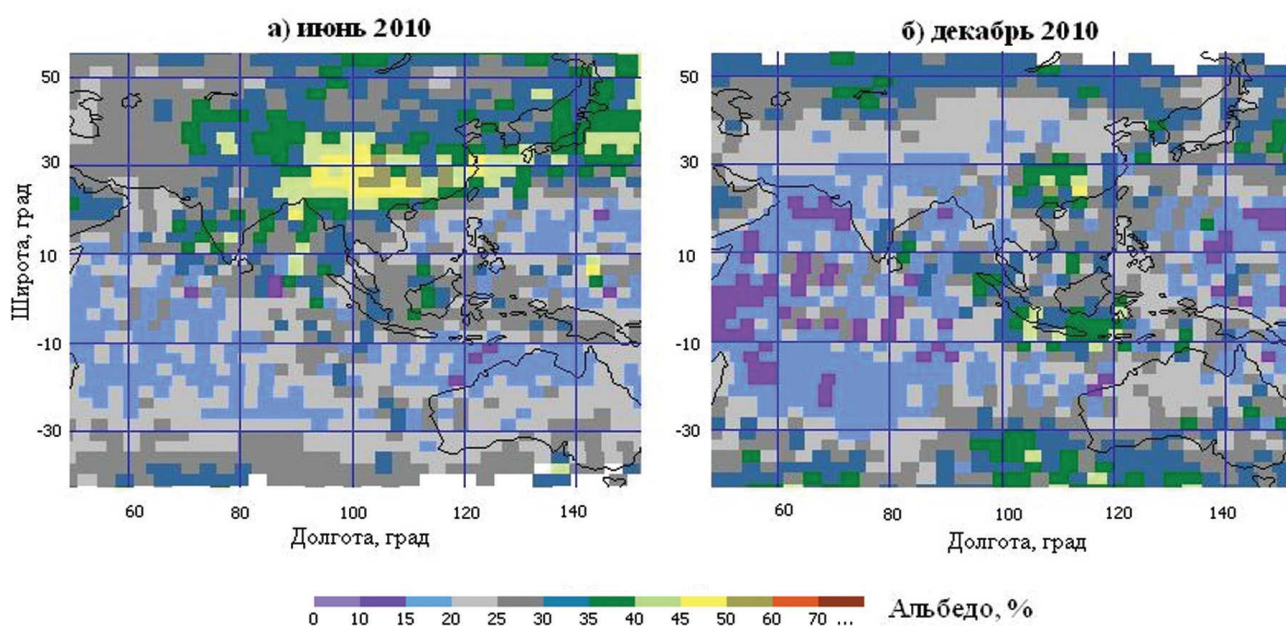 а) июнь 2010
б) декабрь 2010
Широта, град
50
30
10
-10
-30
60 80 100 120 140
Долгота, град
50
30
10
-10
-30
60 80 100 120 140
Долгота, град
0 10 15 20 25 30 35 40 45 50 60 70 ...
Альбедо, %